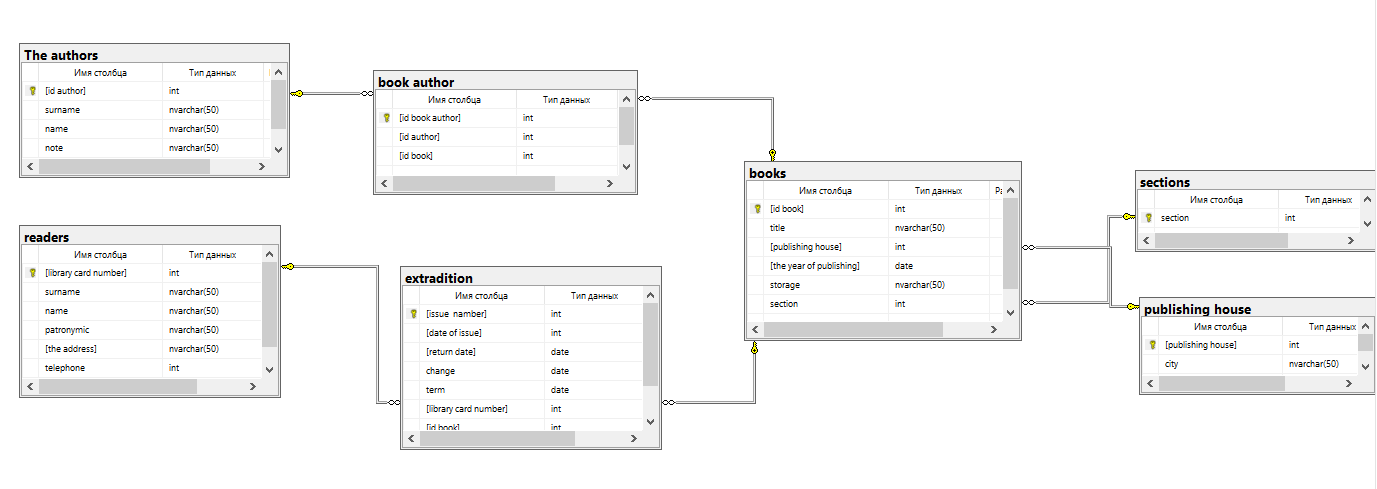 The authors
Имя столбца Тип данных
[id author] int
surname nvarchar(50)
name nvarchar(50)
note nvarchar(50)
book author
Имя столбца Тип данных
[id book author] int
[id author] int
[id book] int
books
Имя столбца Тип данных Ра
[id book] int
title nvarchar(50)
[publishing house] int
[the year of publishing] date
storage nvarchar(50)
section int
sections
Имя столбца Тип данных
section int
readers
Имя столбца Тип данных
[library card number] int
surname nvarchar(50)
name nvarchar(50)
patronymic nvarchar(50)
[the address] nvarchar(50)
telephone int
extradition
Имя столбца Тип данных
[issue namber] int
[date of issue] int
[return date] date
change date
term date
[library card number] int
[id book] int
publishing house
Имя столбца Тип данных
[publishing house] int
city nvarchar(50)